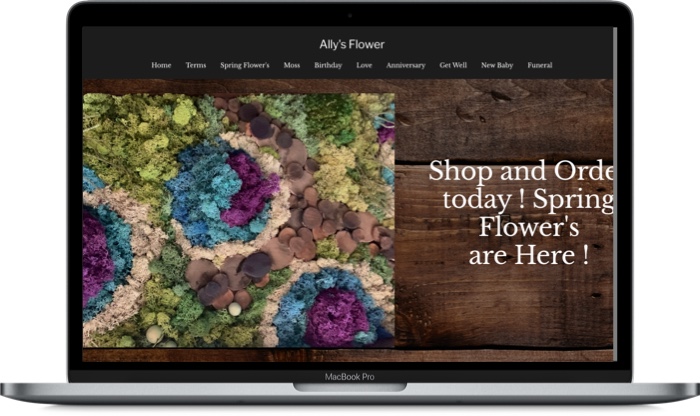 Ally's Flower
Home Terms Spring Flower's Moss Birthday Love Anniversary Get Well New Baby Funeral
Shop and Orde
today ! Spring
Flower's
are Here !
MacBook Pro